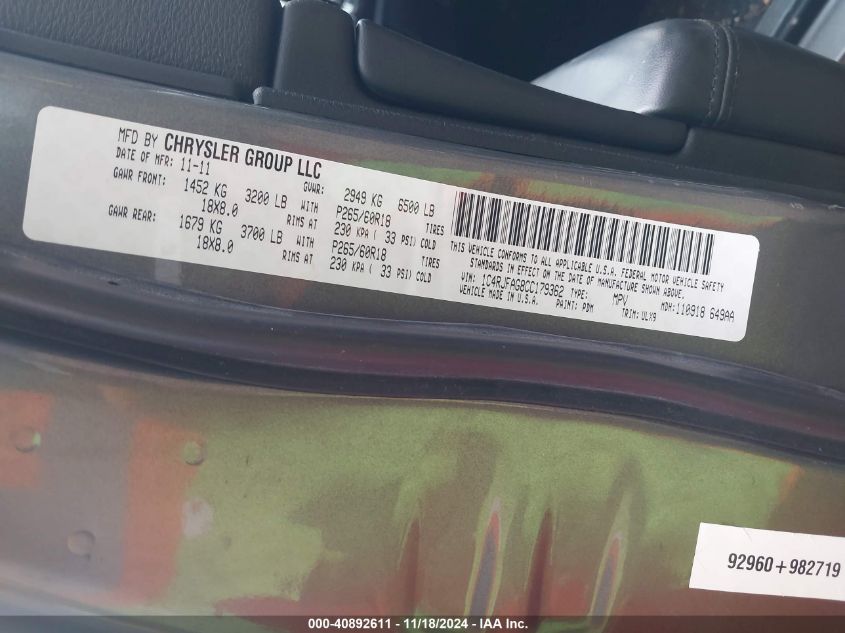 MFD BY CHRYSLER GROUP LLC
DATE OF MFR: 11-11 GVWR: 2949 KG 6500 LB
GAWR FRONT: 1452 KG 3200 LB WITH P265/60R18 TIRES
18X8.0 RIMS AT 230 KPA ( 33 PSI) COLD
GAWR REAR: 1679 KG 3700 LB WITH P265/60R18 TIRES
18X8.0 RIMS AT 230 KPA ( 33 PSI) COLD
THIS VEHICLE CONFORMS TO ALL APPLICABLE U.S.A. FEDERAL MOTOR VEHICLE SAFETY
STANDARDS IN EFFECT ON THE DATE OF MANUFACTURE SHOWN ABOVE.
VIN: 1C4RJFAG8CC179362 TYPE: MPV MDH: 110918 649AA
VEHICLE MADE IN U.S.A. PAINT: PDM TRIM: ULX9
92960+982719
000-40892611 - 11/18/2024 - IAA Inc.